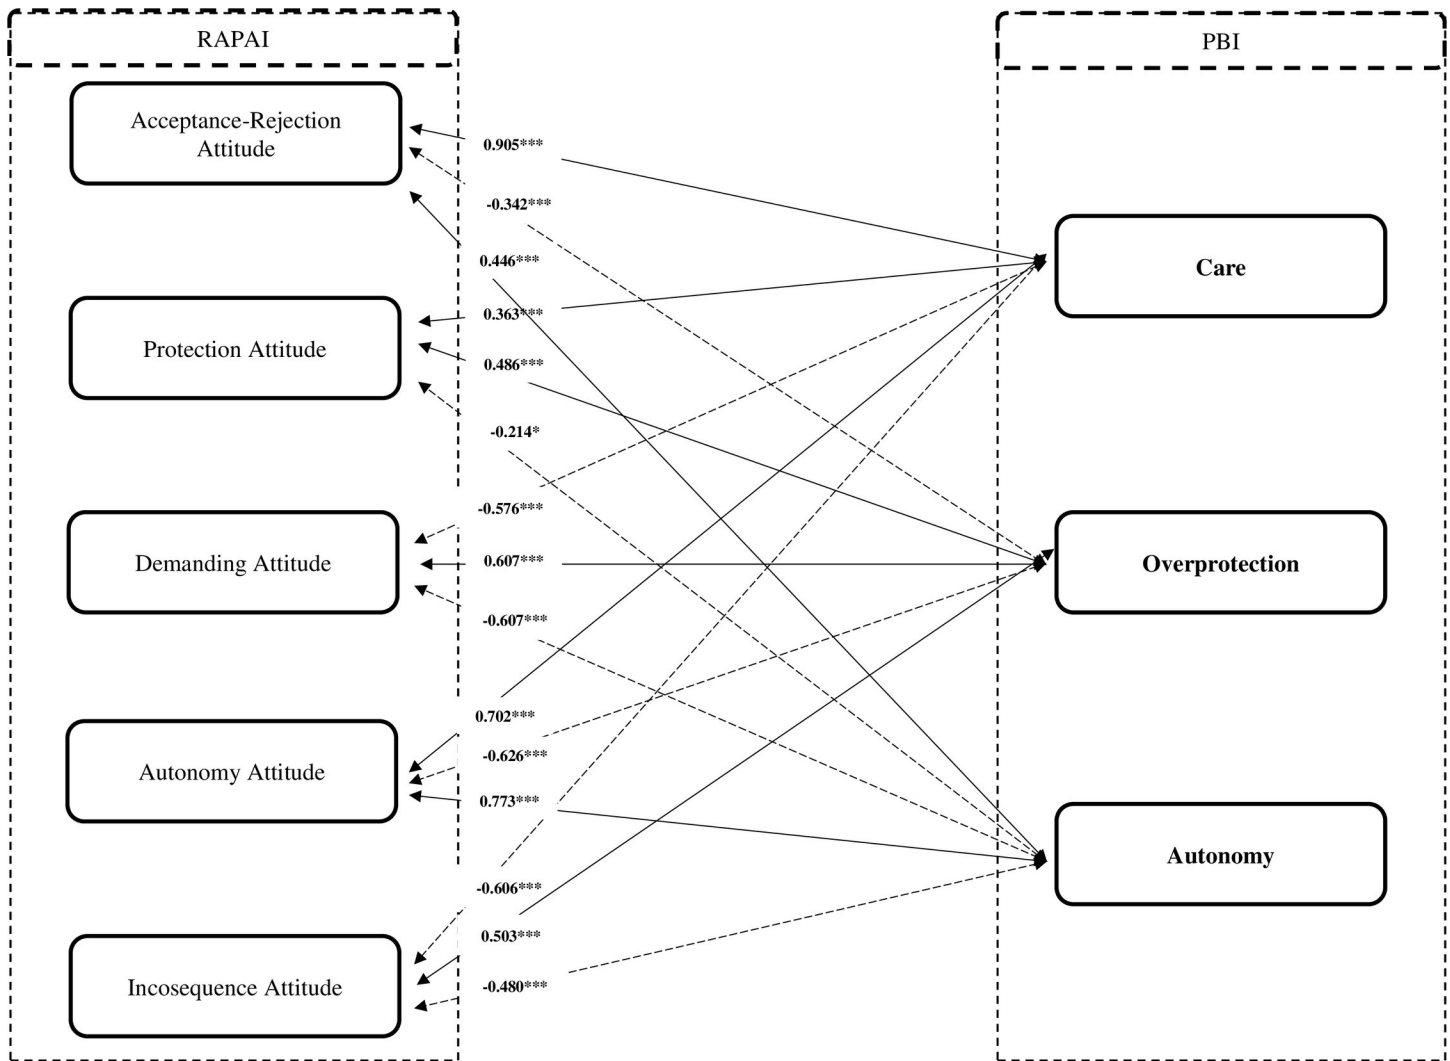 RAPAI
PBI
Acceptance-Rejection
Attitude
Protection Attitude
Demanding Attitude
Autonomy Attitude
Incosequence Attitude
0.905***
-0.342***
0.446***
0.363***
0.486***
-0.214*
-0.576***
0.607***
-0.607***
0.702***
-0.626***
0.773***
-0.606***
0.503***
-0.480***
Care
Overprotection
Autonomy